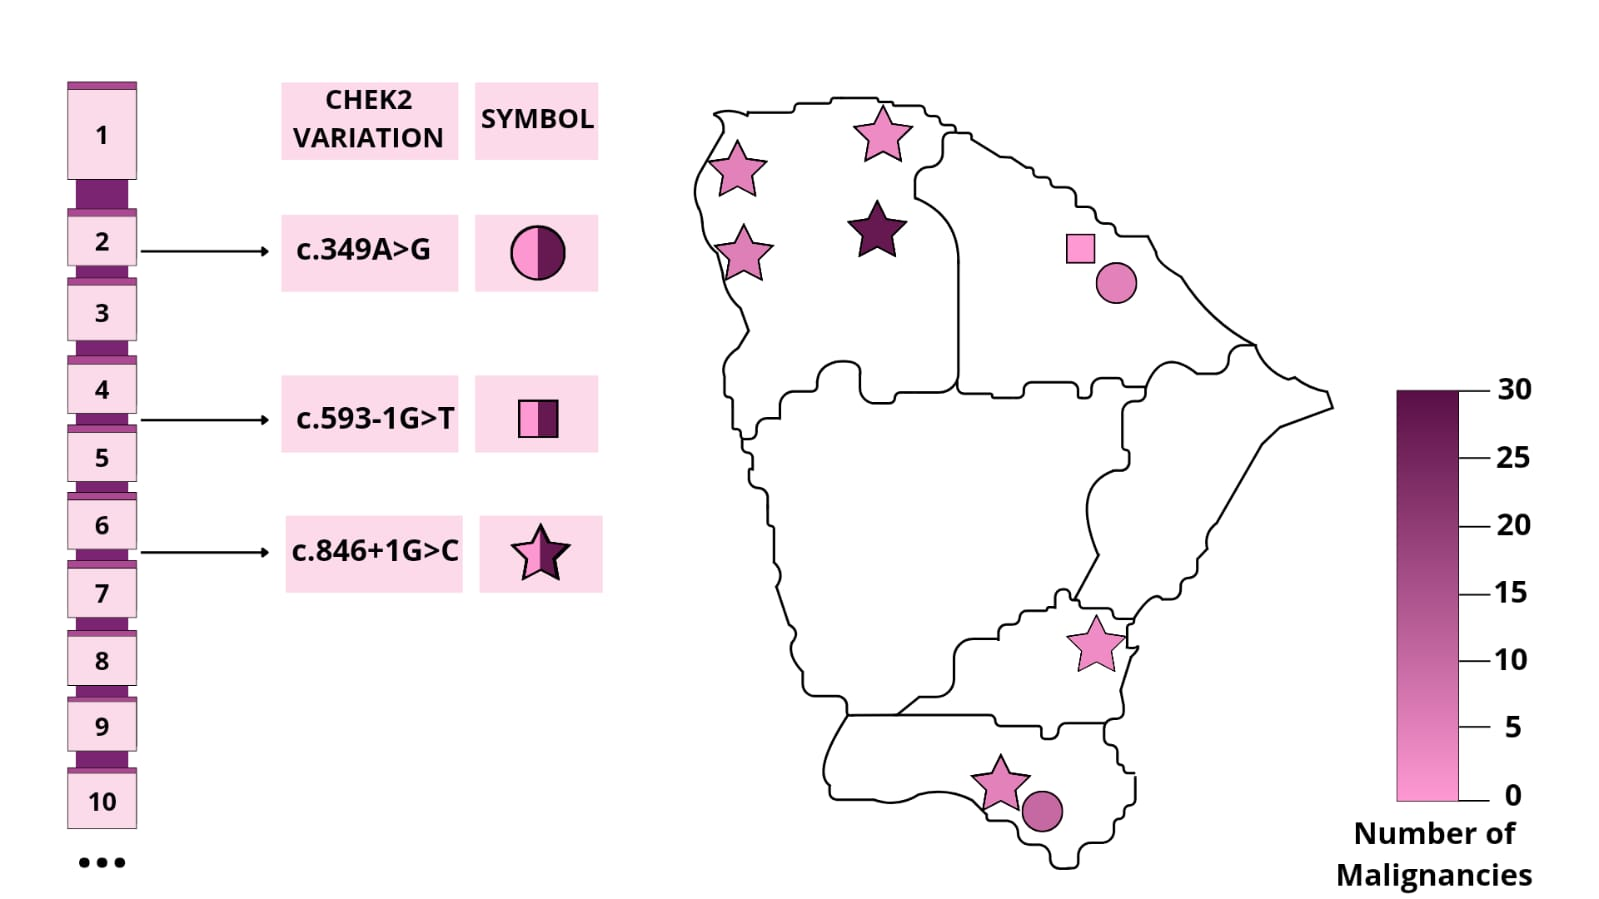 1
2
3
4
5
6
7
8
9
10
...
CHEK2
VARIATION
SYMBOL
c.349A>G
c.593-1G>T
c.846+1G>C
30
25
20
15
10
5
0
Number of
Malignancies